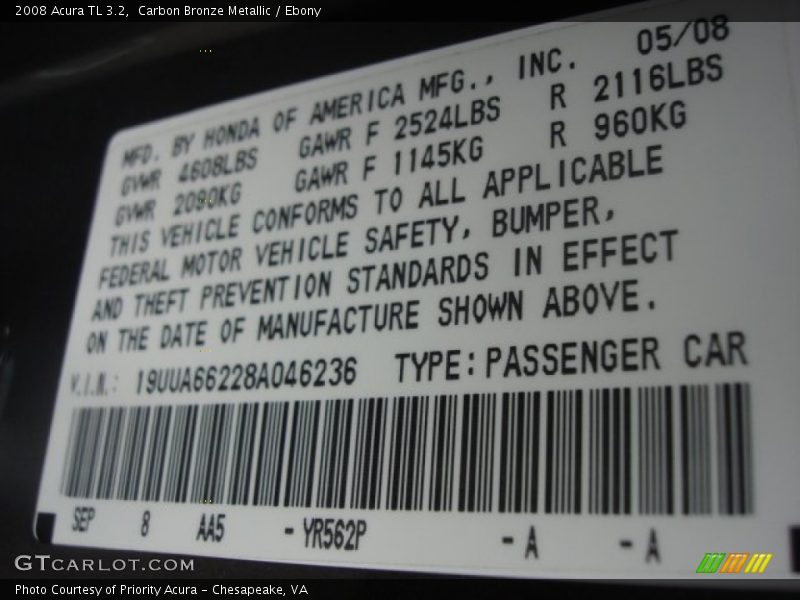 2008 Acura TL 3.2,  Carbon Bronze Metallic / Ebony
MFD. BY HONDA OF AMERICA MFG., INC. 05/08
GVWR 4608LBS GAWR F 2524LBS R 2116LBS
GVWR 2090KG GAWR F 1145KG R 960KG
THIS VEHICLE CONFORMS TO ALL APPLICABLE
FEDERAL MOTOR VEHICLE SAFETY, BUMPER,
AND THEFT PREVENTION STANDARDS IN EFFECT
ON THE DATE OF MANUFACTURE SHOWN ABOVE.
V.I.N.: 19UUA66228A046236 TYPE:PASSENGER CAR
SEP 8 AA5 -YR562P -A -A
GTCARLOT.COM
Photo Courtesy of Priority Acura – Chesapeake, VA